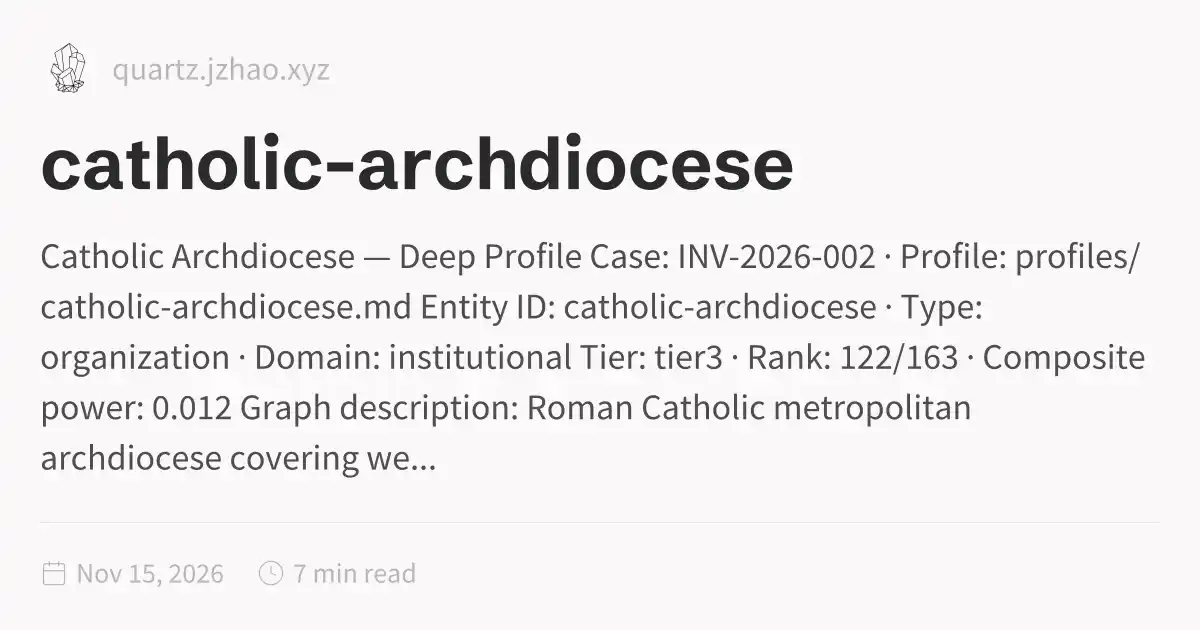 quartz.jzhao.xyz
catholic-archdiocese
Catholic Archdiocese — Deep Profile Case: INV-2026-002 · Profile: profiles/
catholic-archdiocese.md Entity ID: catholic-archdiocese · Type:
organization · Domain: institutional Tier: tier3 · Rank: 122/163 · Composite
power: 0.012 Graph description: Roman Catholic metropolitan
archdiocese covering we...
Nov 15, 2026 7 min read